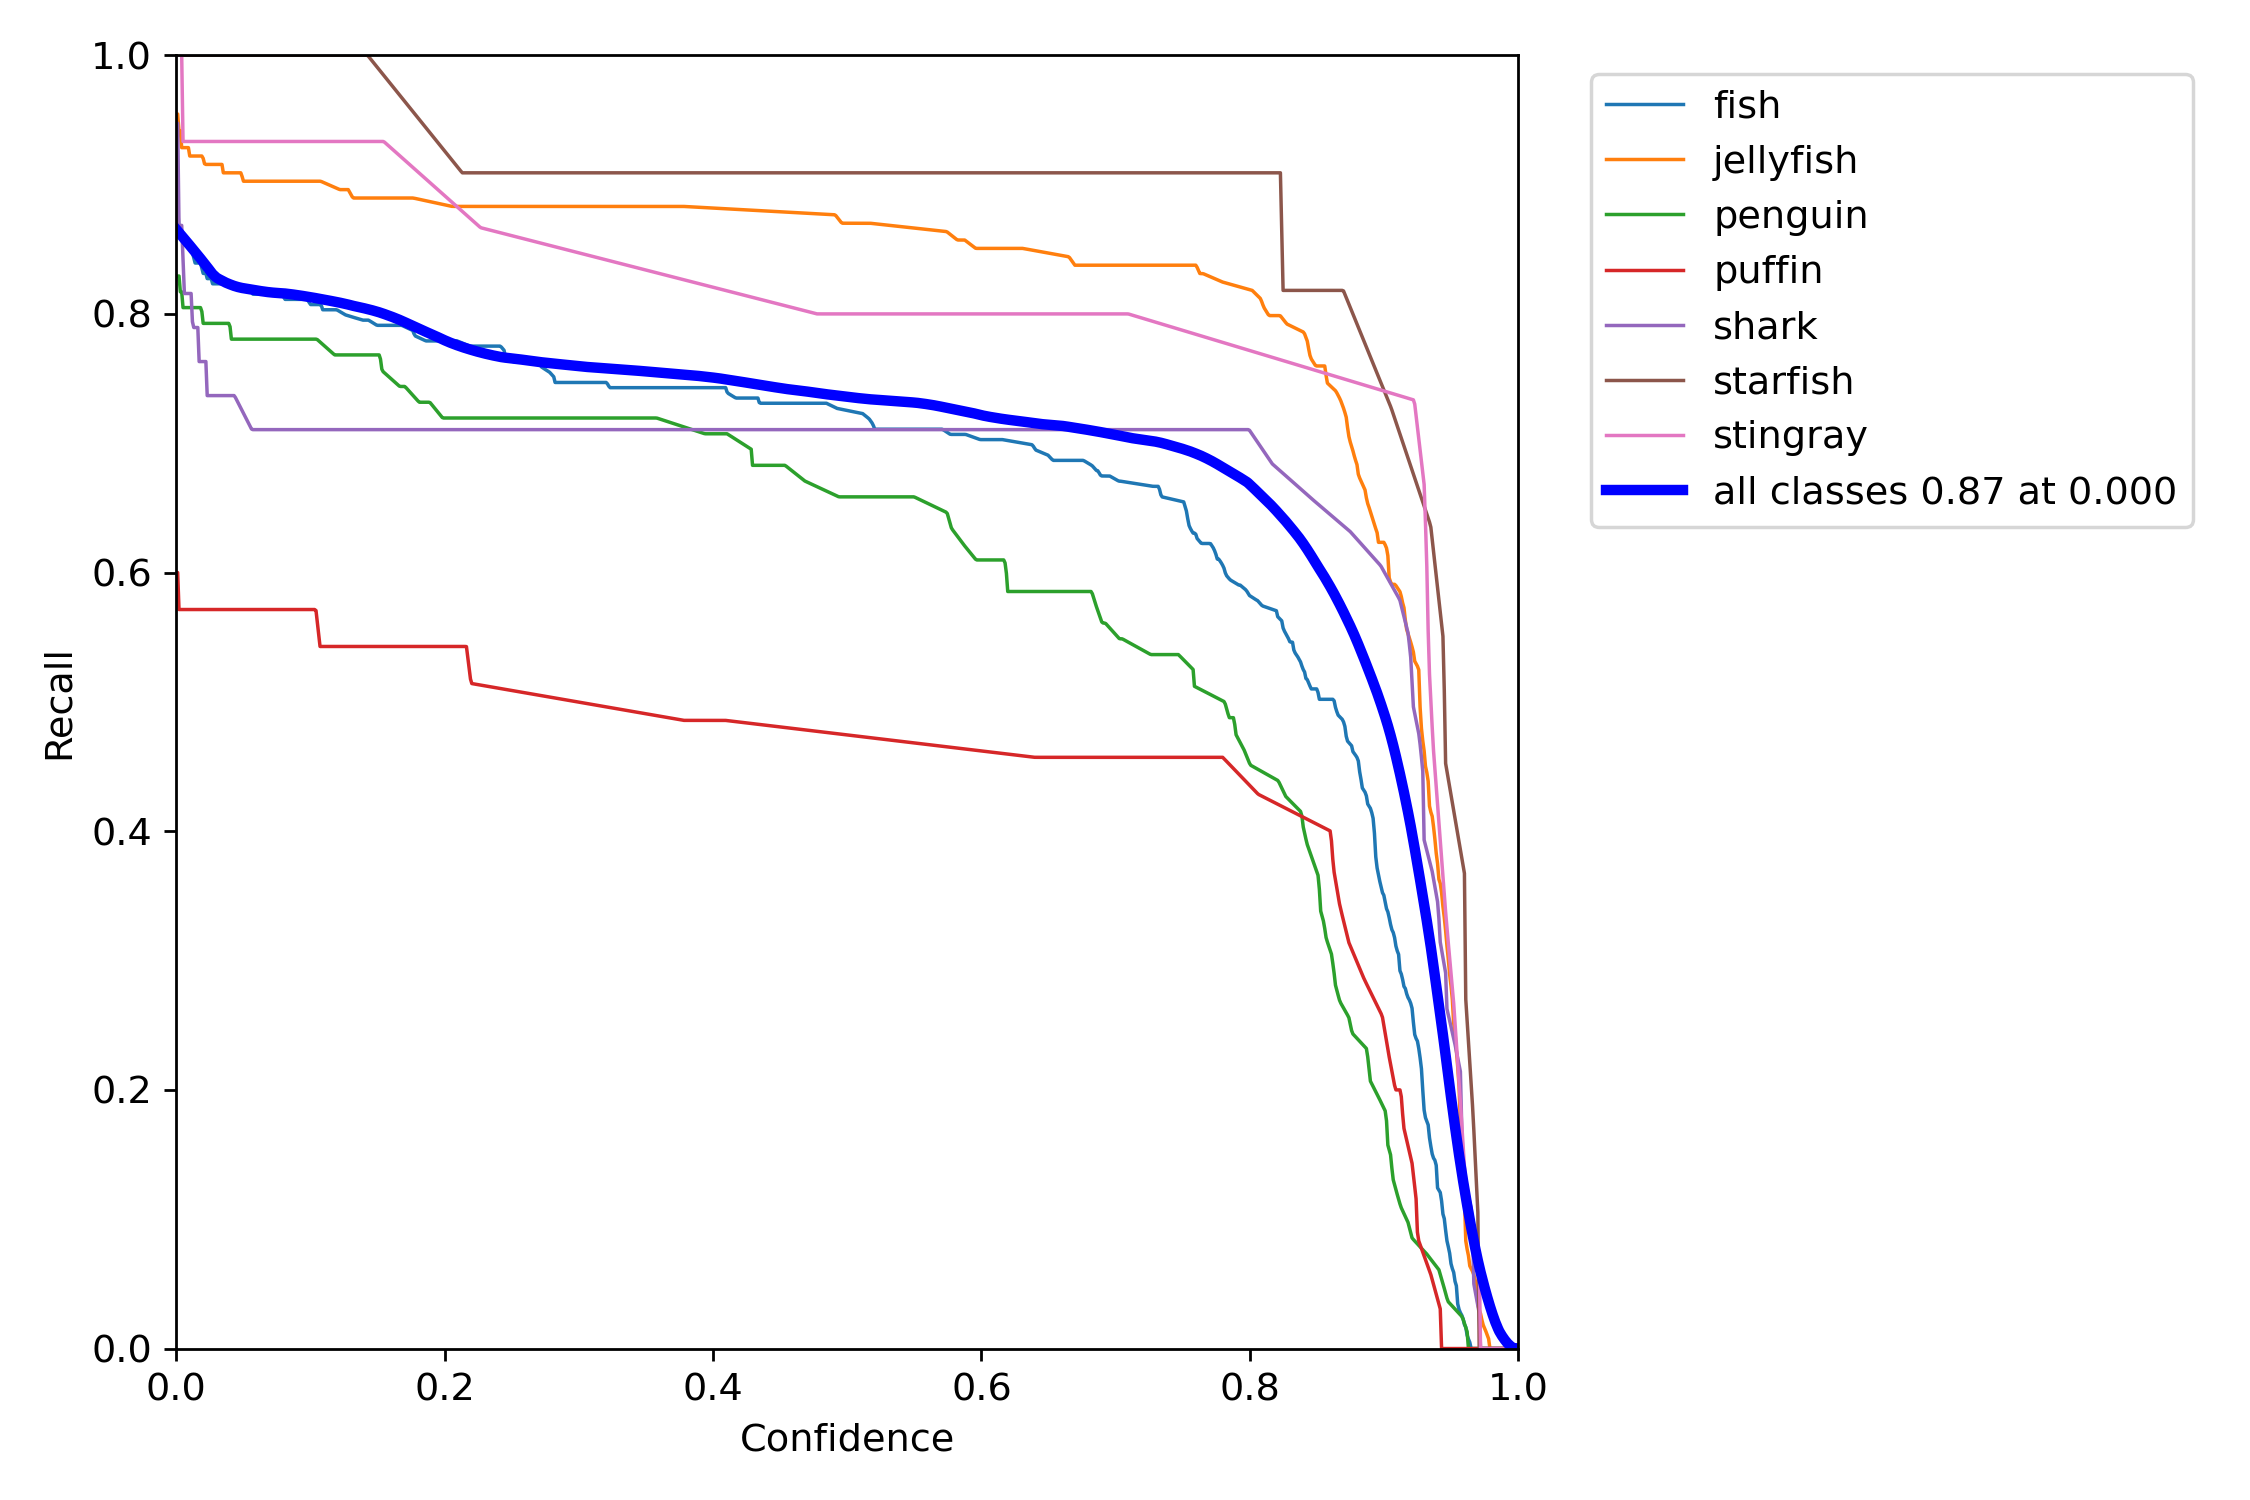 1.0
0.8
0.6
0.4
0.2
0.0
Recall
0.0 0.2 0.4 0.6 0.8 1.0
Confidence
fish
jellyfish
penguin
puffin
shark
starfish
stingray
all classes 0.87 at 0.000